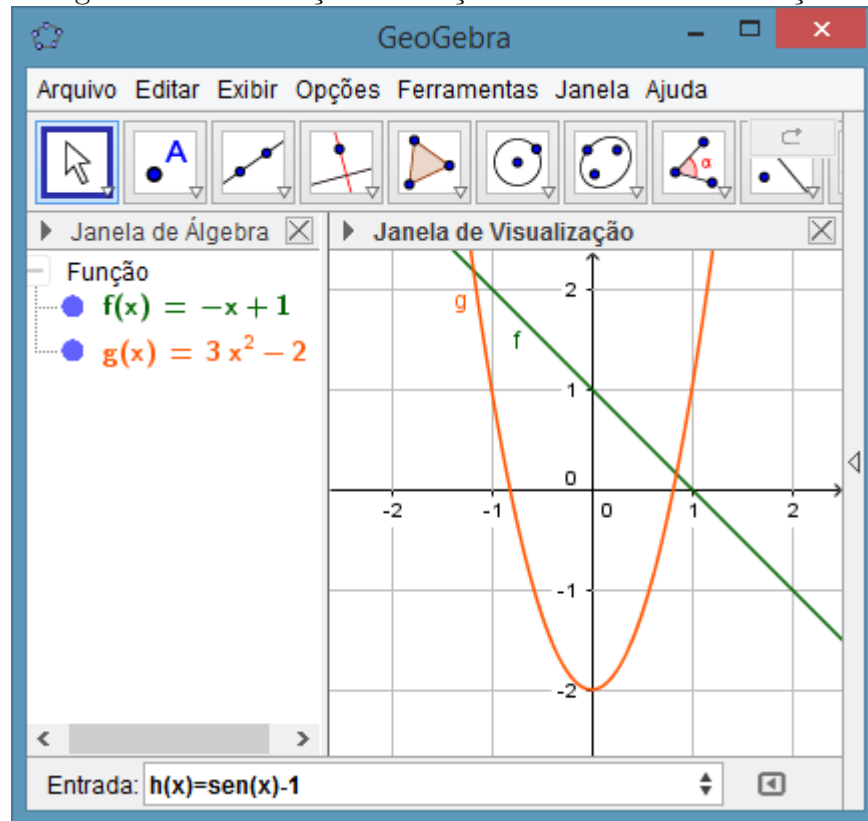 GeoGebra
Arquivo Editar Exibir Opções Ferramentas Janela Ajuda
A
α
Janela de Álgebra
Janela de Visualização
Função
f(x) = −x + 1
g(x) = 3 x² − 2
g
f
2
1
0
-2 -1 0 1 2
-1
-2
Entrada: h(x)=sen(x)-1